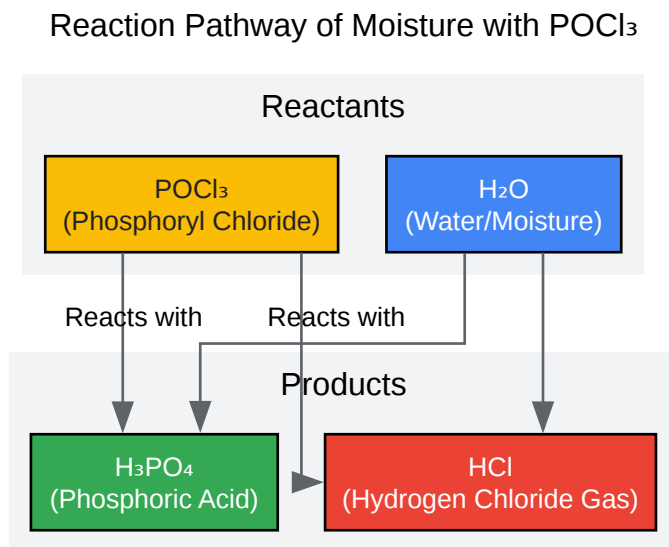 Reaction Pathway of Moisture with POCl₃
Reactants
POCl₃
(Phosphoryl Chloride)
H₂O
(Water/Moisture)
Reacts with
Reacts with
Products
H₃PO₄
(Phosphoric Acid)
HCl
(Hydrogen Chloride Gas)